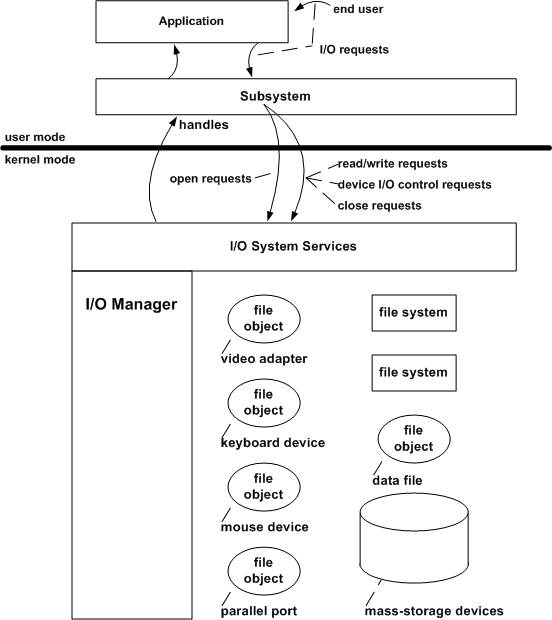 end user
Application
I/O requests
Subsystem
handles
user mode
kernel mode
open requests
read/write requests
device I/O control requests
close requests
I/O System Services
I/O Manager
file
object
video adapter
file system
file system
file
object
keyboard device
file
object
data file
file
object
mouse device
file
object
parallel port
mass-storage devices